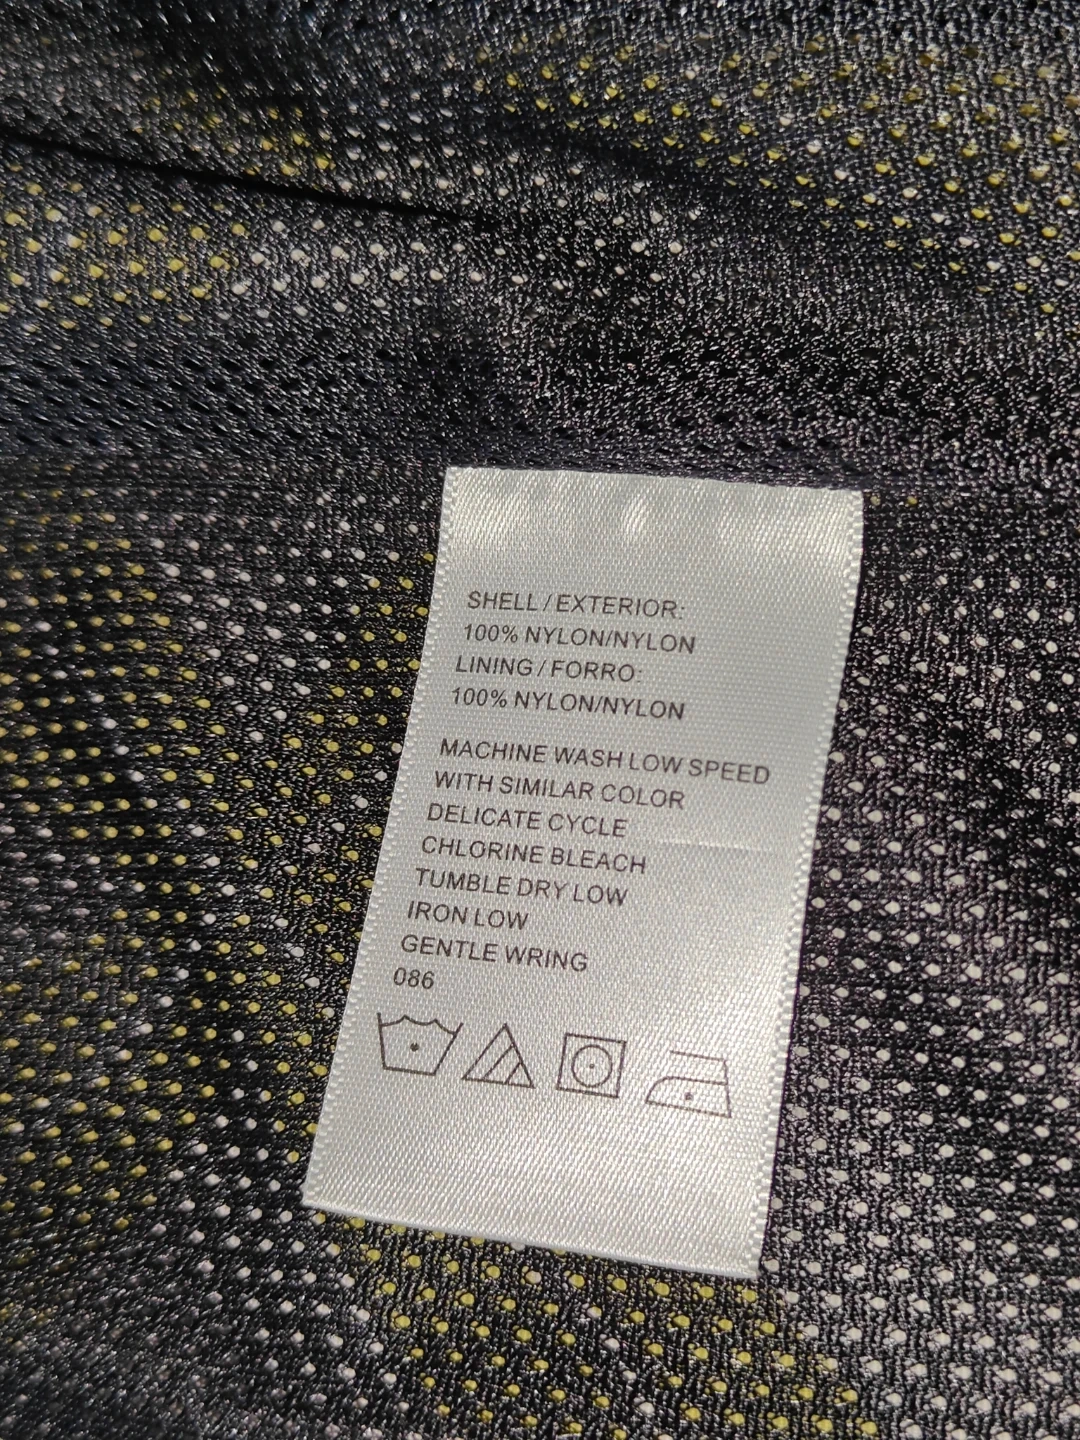 SHELL / EXTERIOR:
100% NYLON/NYLON
LINING / FORRO:
100% NYLON/NYLON
MACHINE WASH LOW SPEED
WITH SIMILAR COLOR
DELICATE CYCLE
CHLORINE BLEACH
TUMBLE DRY LOW
IRON LOW
GENTLE WRING
086